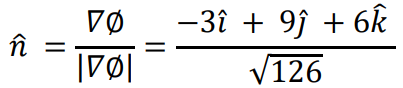 n̂ = ∇∅ / |∇∅| = −3î + 9ĵ + 6k̂ / √126